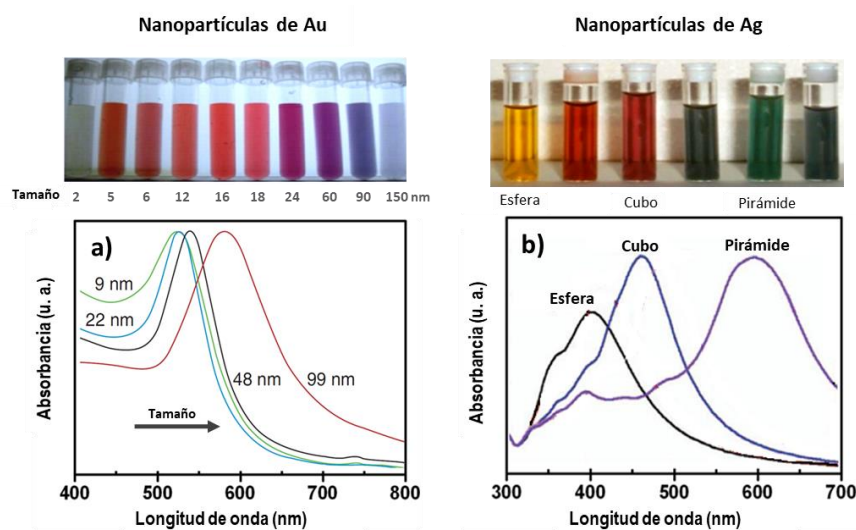 Nanopartículas de Au
Tamaño 2 5 6 12 16 18 24 60 90 150 nm
a)
9 nm
22 nm
48 nm
99 nm
Tamaño
Absorbancia (u. a.)
400 500 600 700 800
Longitud de onda (nm)
Nanopartículas de Ag
Esfera Cubo Pirámide
b)
Cubo
Pirámide
Esfera
Absorbancia (u. a.)
300 400 500 600 700
Longitud de onda (nm)